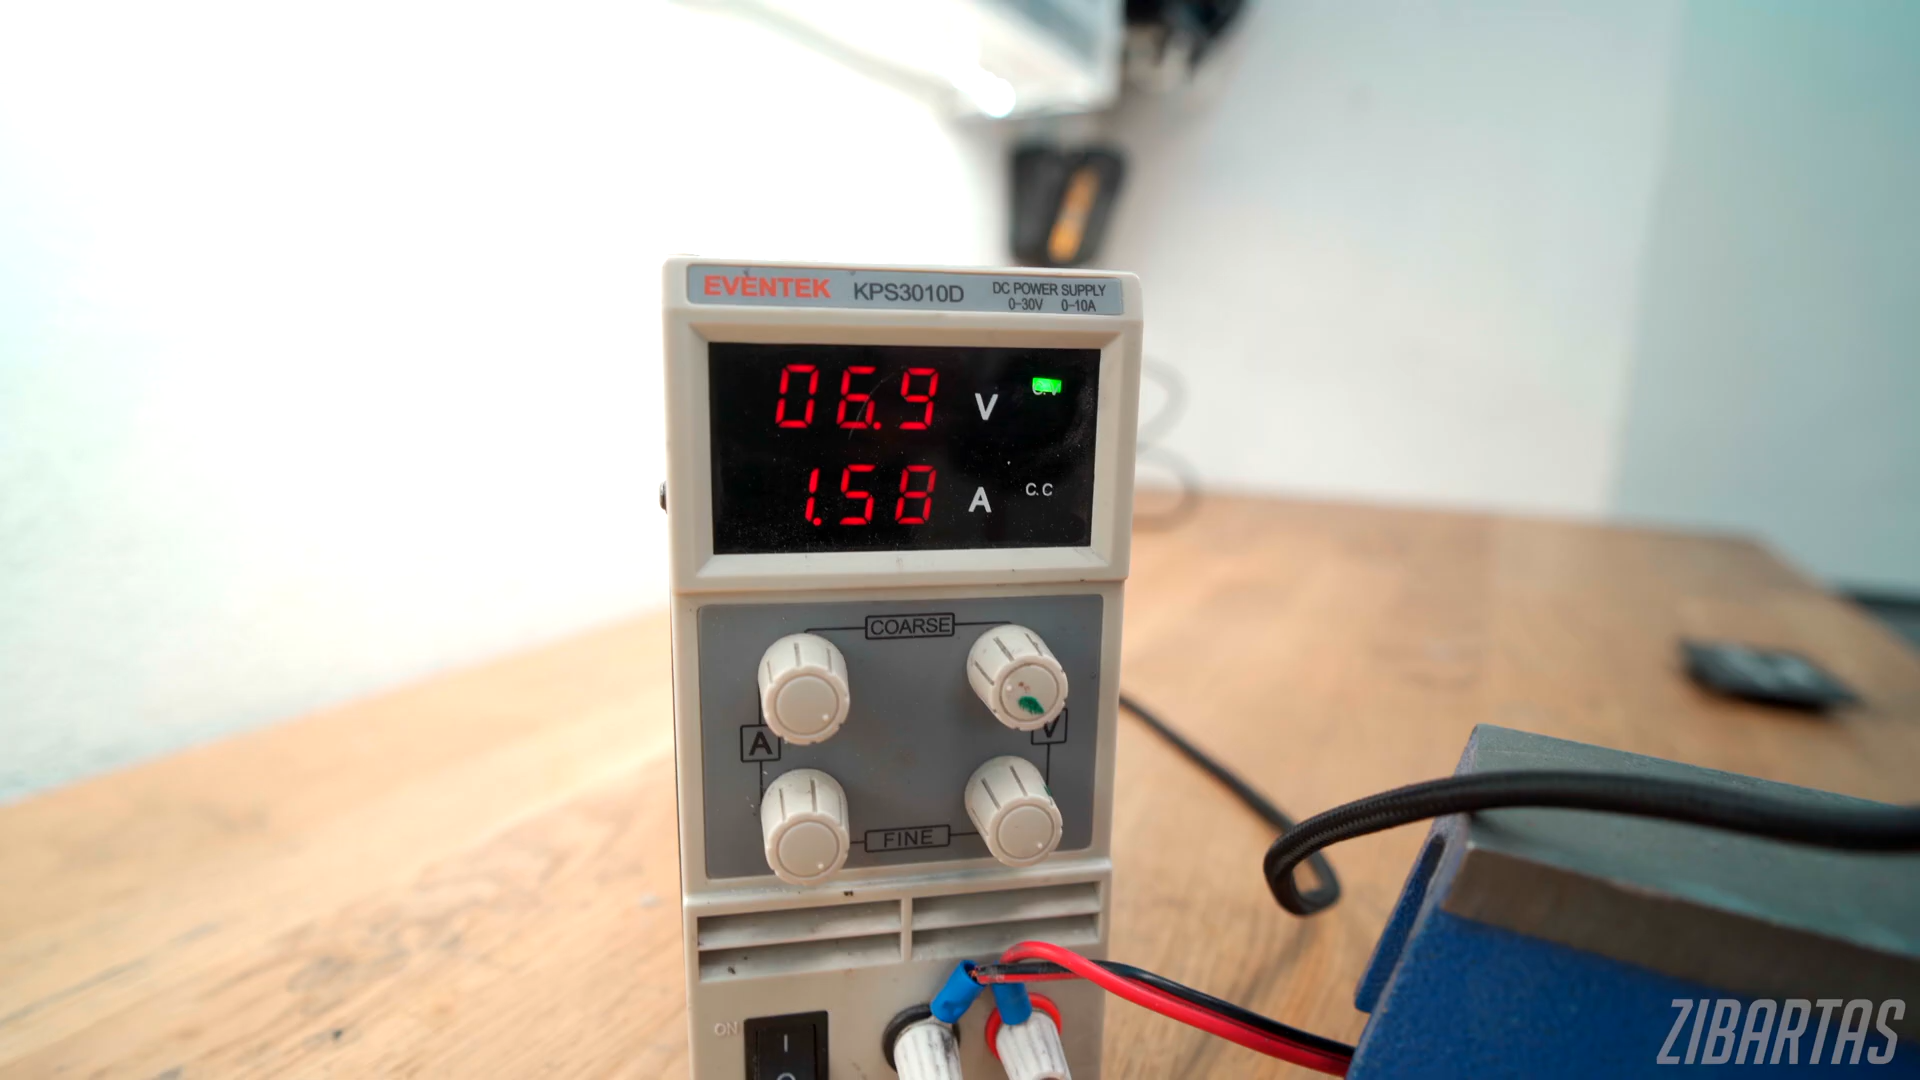 EVENTEK KPS3010D DC POWER SUPPLY
0-30V 0-10A
06.9 V C.V
1.58 A C.C
COARSE
A V
FINE
ON
ZIBARTAS